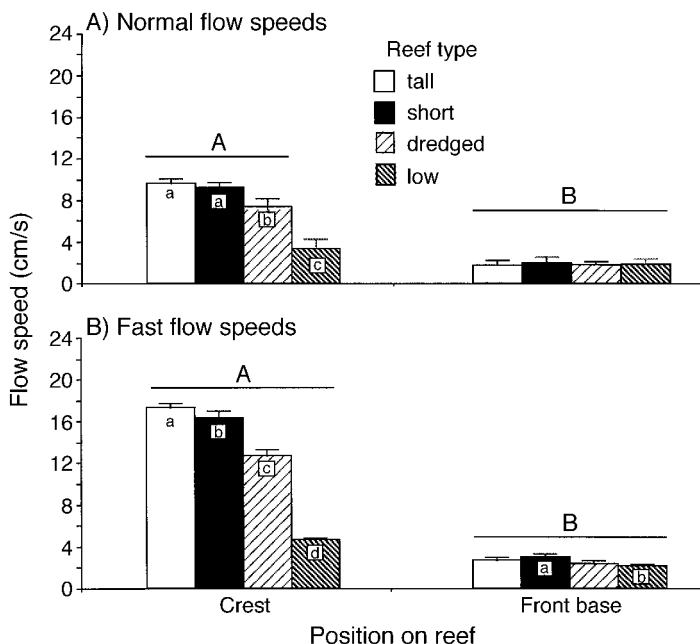 A) Normal flow speeds
24
20
16
12
8
4
0
Reef type
tall
short
dredged
low
A
B
a
a
b
c
Flow speed (cm/s)
B) Fast flow speeds
24
20
16
12
8
4
0
A
B
a
b
c
d
a
b
Crest
Front base
Position on reef